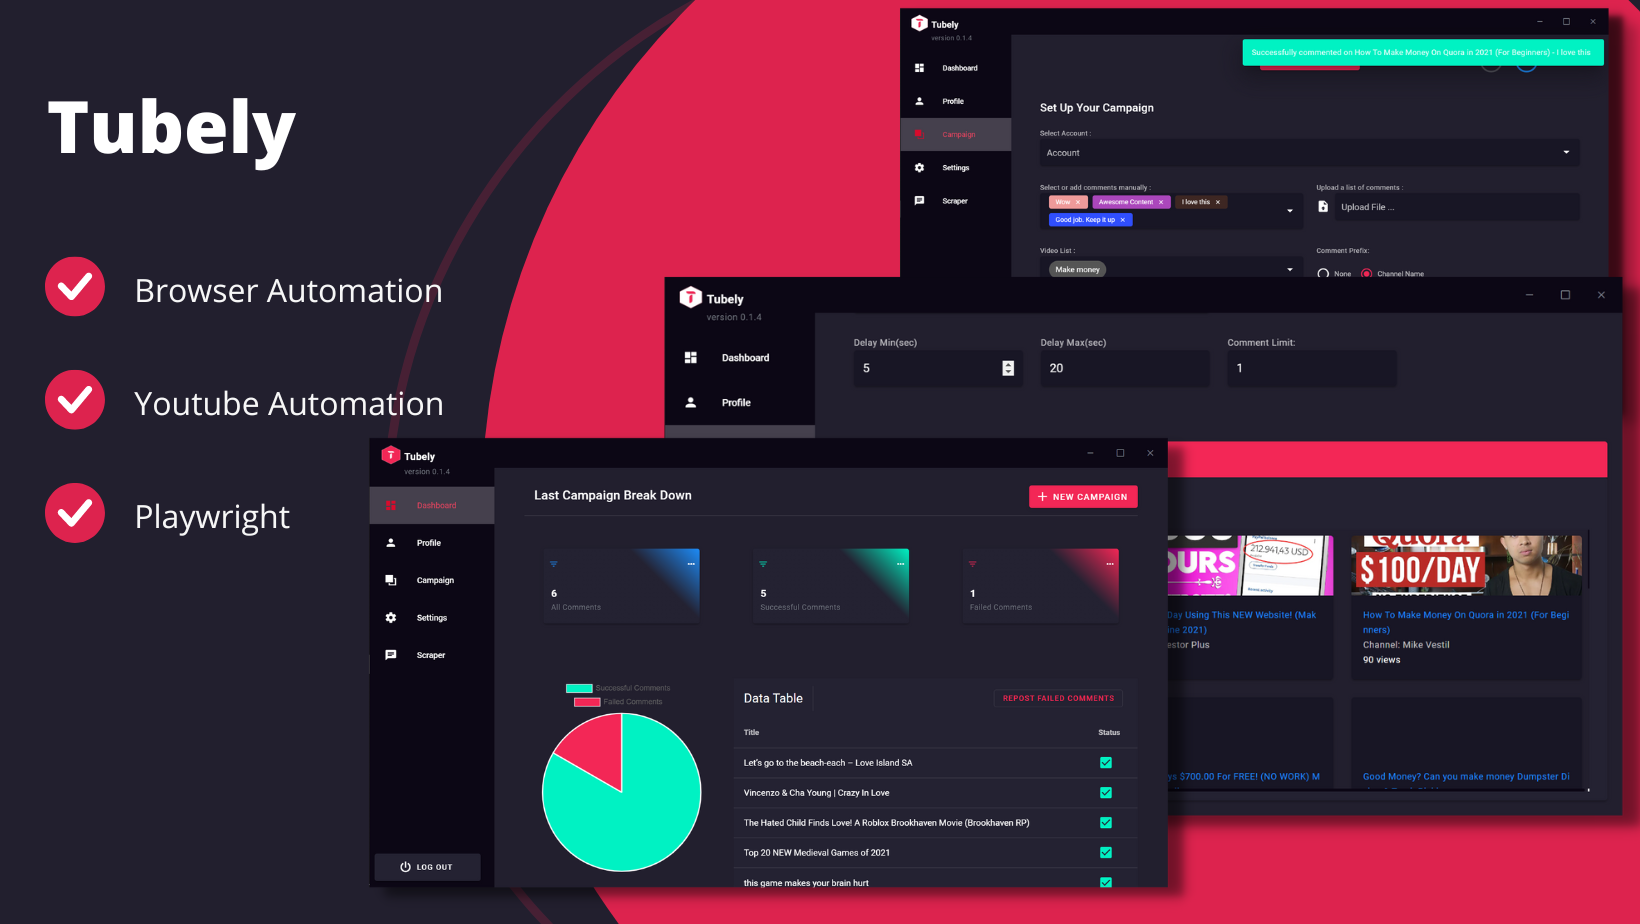 Tubely
Browser Automation
Youtube Automation
Playwright
Tubely
version 0.1.4
Dashboard
Profile
Campaign
Settings
Scraper
Successfully commented on How To Make Money On Quora in 2021 (For Beginners) - I love this
Set Up Your Campaign
Select Account :
Account
Select or add comments manually :
Wow ×
Awesome Content ×
I love this ×
Good job. Keep it up ×
Upload a list of comments :
Upload File ...
Video List :
Make money
Comment Prefix:
None
Channel Name
Tubely
version 0.1.4
Dashboard
Profile
Delay Min(sec)
5
Delay Max(sec)
20
Comment Limit:
1
OURS
212.941,43 USD
Day Using This NEW Website! (Mak
ine 2021)
estor Plus
Quora
$100/DAY
How To Make Money On Quora in 2021 (For Begi
nners)
Channel: Mike Vestil
90 views
ys $700.00 For FREE! (NO WORK) M
Good Money? Can you make money Dumpster Di
Tubely
version 0.1.4
Dashboard
Profile
Campaign
Settings
Scraper
LOG OUT
Last Campaign Break Down
+ NEW CAMPAIGN
6
All Comments
5
Successful Comments
1
Failed Comments
Successful Comments
Failed Comments
Data Table
REPOST FAILED COMMENTS
Title
Status
Let's go to the beach-each – Love Island SA
Vincenzo & Cha Young | Crazy In Love
The Hated Child Finds Love! A Roblox Brookhaven Movie (Brookhaven RP)
Top 20 NEW Medieval Games of 2021
this game makes your brain hurt